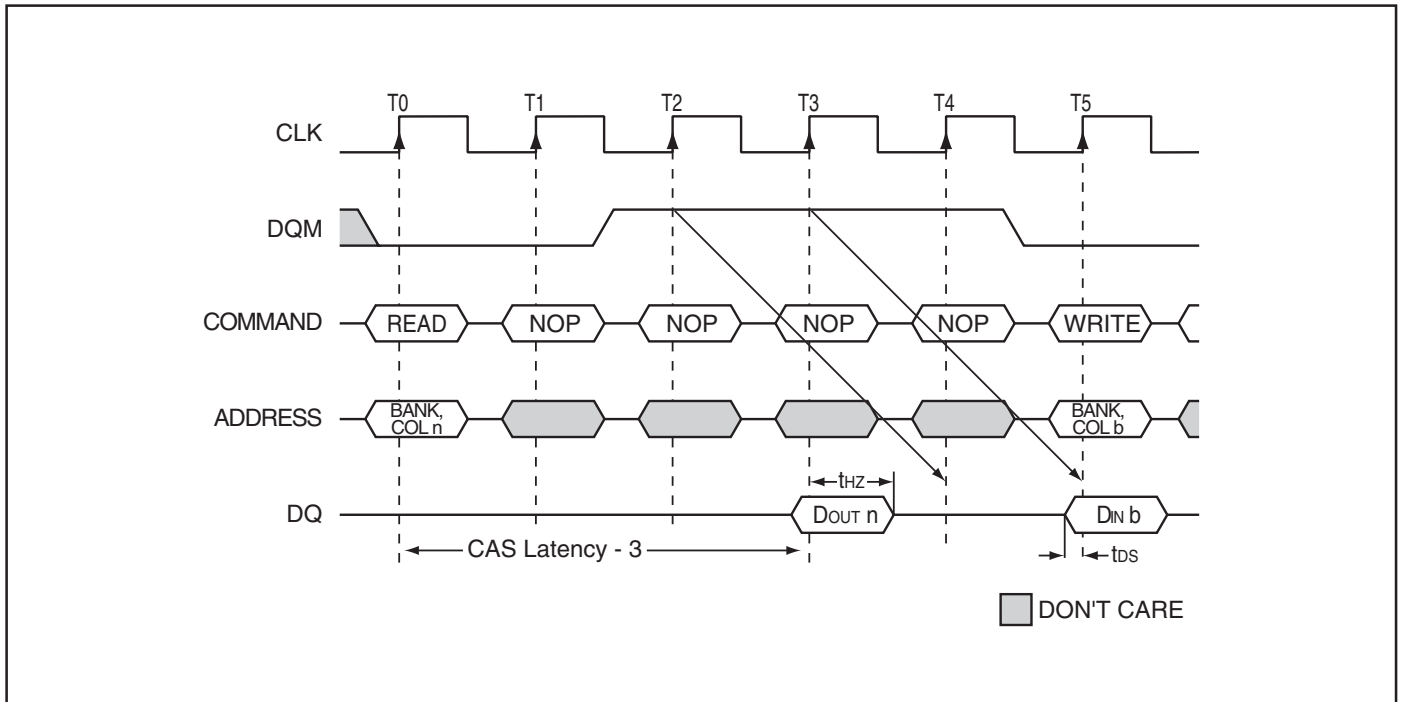 T0 T1 T2 T3 T4 T5
CLK
DQM
COMMAND READ NOP NOP NOP NOP WRITE
ADDRESS BANK, COL n BANK, COL b
tHZ
DQ DOUT n DIN b
CAS Latency - 3 tDS
DON'T CARE